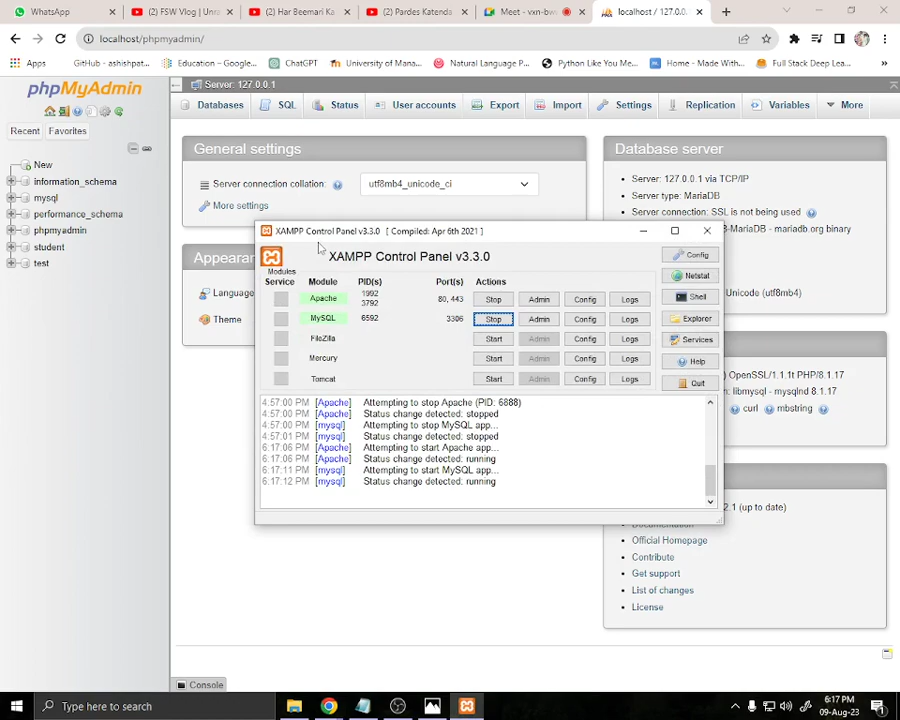 WhatsApp
(2) FSW Vlog | Unra
(2) Har Beemari K
(2) Pardes Katenda
Meet - vxn-bw
localhost / 127.0.
localhost/phpmyadmin/
Apps
GitHub - ashishpat...
Education – Google...
ChatGPT
University of Mana...
Natural Language P...
Python Like You Me...
Home - Made With...
Full Stack Deep Lea...
phpMyAdmin
Recent
Favorites
New
information_schema
mysql
performance_schema
phpmyadmin
student
test
Server: 127.0.0.1
Databases
SQL
Status
User accounts
Export
Import
Settings
Replication
Variables
More
General settings
Server connection collation:
utf8mb4_unicode_ci
More settings
Appearan
Language
Theme
Database server
Server: 127.0.0.1 via TCP/IP
Server type: MariaDB
Server connection: SSL is not being used
Unicode (utf8mb4)
OpenSSL/1.1.1t PHP/8.1.17
n: libmysql - mysqlnd 8.1.17
curl
mbstring
2.1 (up to date)
Documentation
Official Homepage
Contribute
Get support
List of changes
License
XAMPP Control Panel v3.3.0 [ Compiled: Apr 6th 2021 ]
XAMPP Control Panel v3.3.0
Config
Modules
Service
Module
PID(s)
Port(s)
Actions
Netstat
Apache
1992
3792
80, 443
Stop
Admin
Config
Logs
Shell
MySQL
6592
3306
Stop
Admin
Config
Logs
Explorer
FileZilla
Start
Admin
Config
Logs
Services
Mercury
Start
Admin
Config
Logs
Help
Tomcat
Start
Admin
Config
Logs
Quit
4:57:00 PM [Apache] Attempting to stop Apache (PID: 6888)
4:57:00 PM [Apache] Status change detected: stopped
4:57:00 PM [mysql] Attempting to stop MySQL app...
4:57:01 PM [mysql] Status change detected: stopped
6:17:06 PM [Apache] Attempting to start Apache app...
6:17:06 PM [Apache] Status change detected: running
6:17:11 PM [mysql] Attempting to start MySQL app...
6:17:12 PM [mysql] Status change detected: running
Console
Type here to search
6:17 PM
09-Aug-23